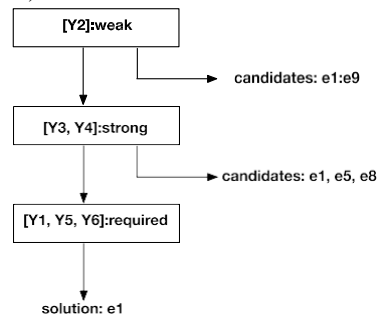 [Y2]:weak
candidates: e1:e9
[Y3, Y4]:strong
candidates: e1, e5, e8
[Y1, Y5, Y6]:required
solution: e1